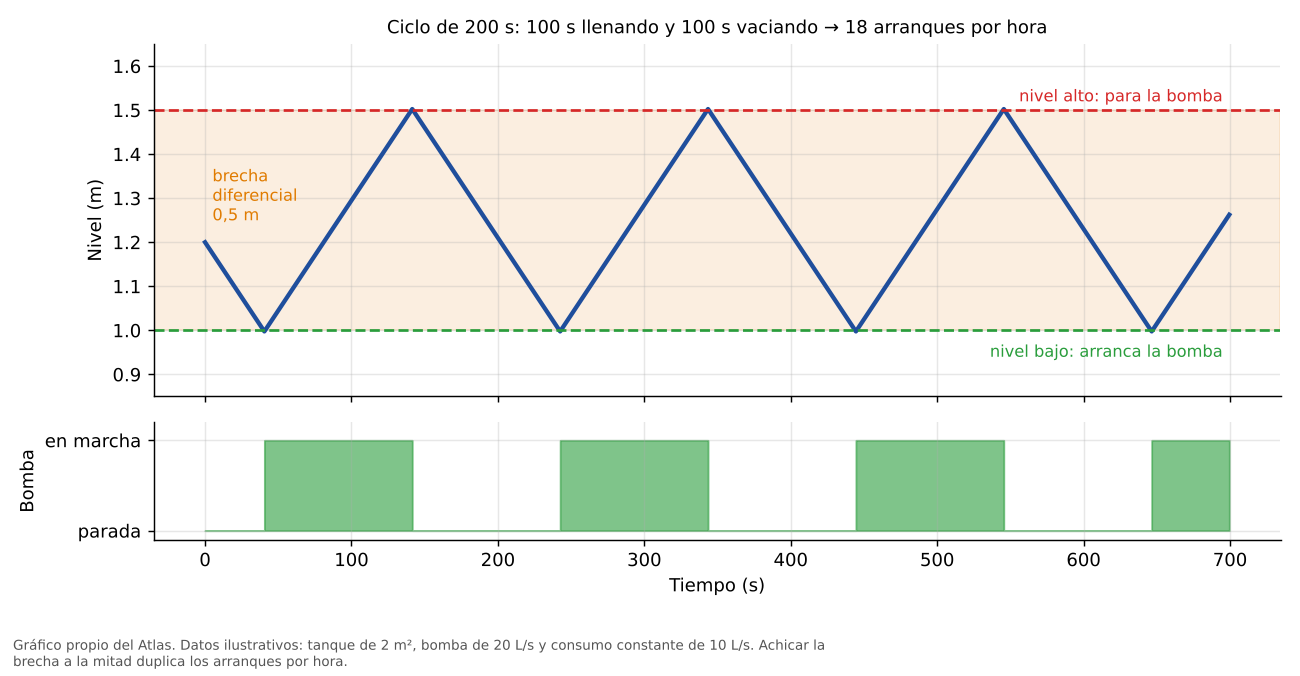 Ciclo de 200 s: 100 s llenando y 100 s vaciando → 18 arranques por hora
1.6
1.5
1.4
1.3
1.2
1.1
1.0
0.9
Nivel (m)
nivel alto: para la bomba
brecha
diferencial
0,5 m
nivel bajo: arranca la bomba
en marcha
parada
Bomba
0
100
200
300
400
500
600
700
Tiempo (s)
Gráfico propio del Atlas. Datos ilustrativos: tanque de 2 m², bomba de 20 L/s y consumo constante de 10 L/s. Achicar la
brecha a la mitad duplica los arranques por hora.